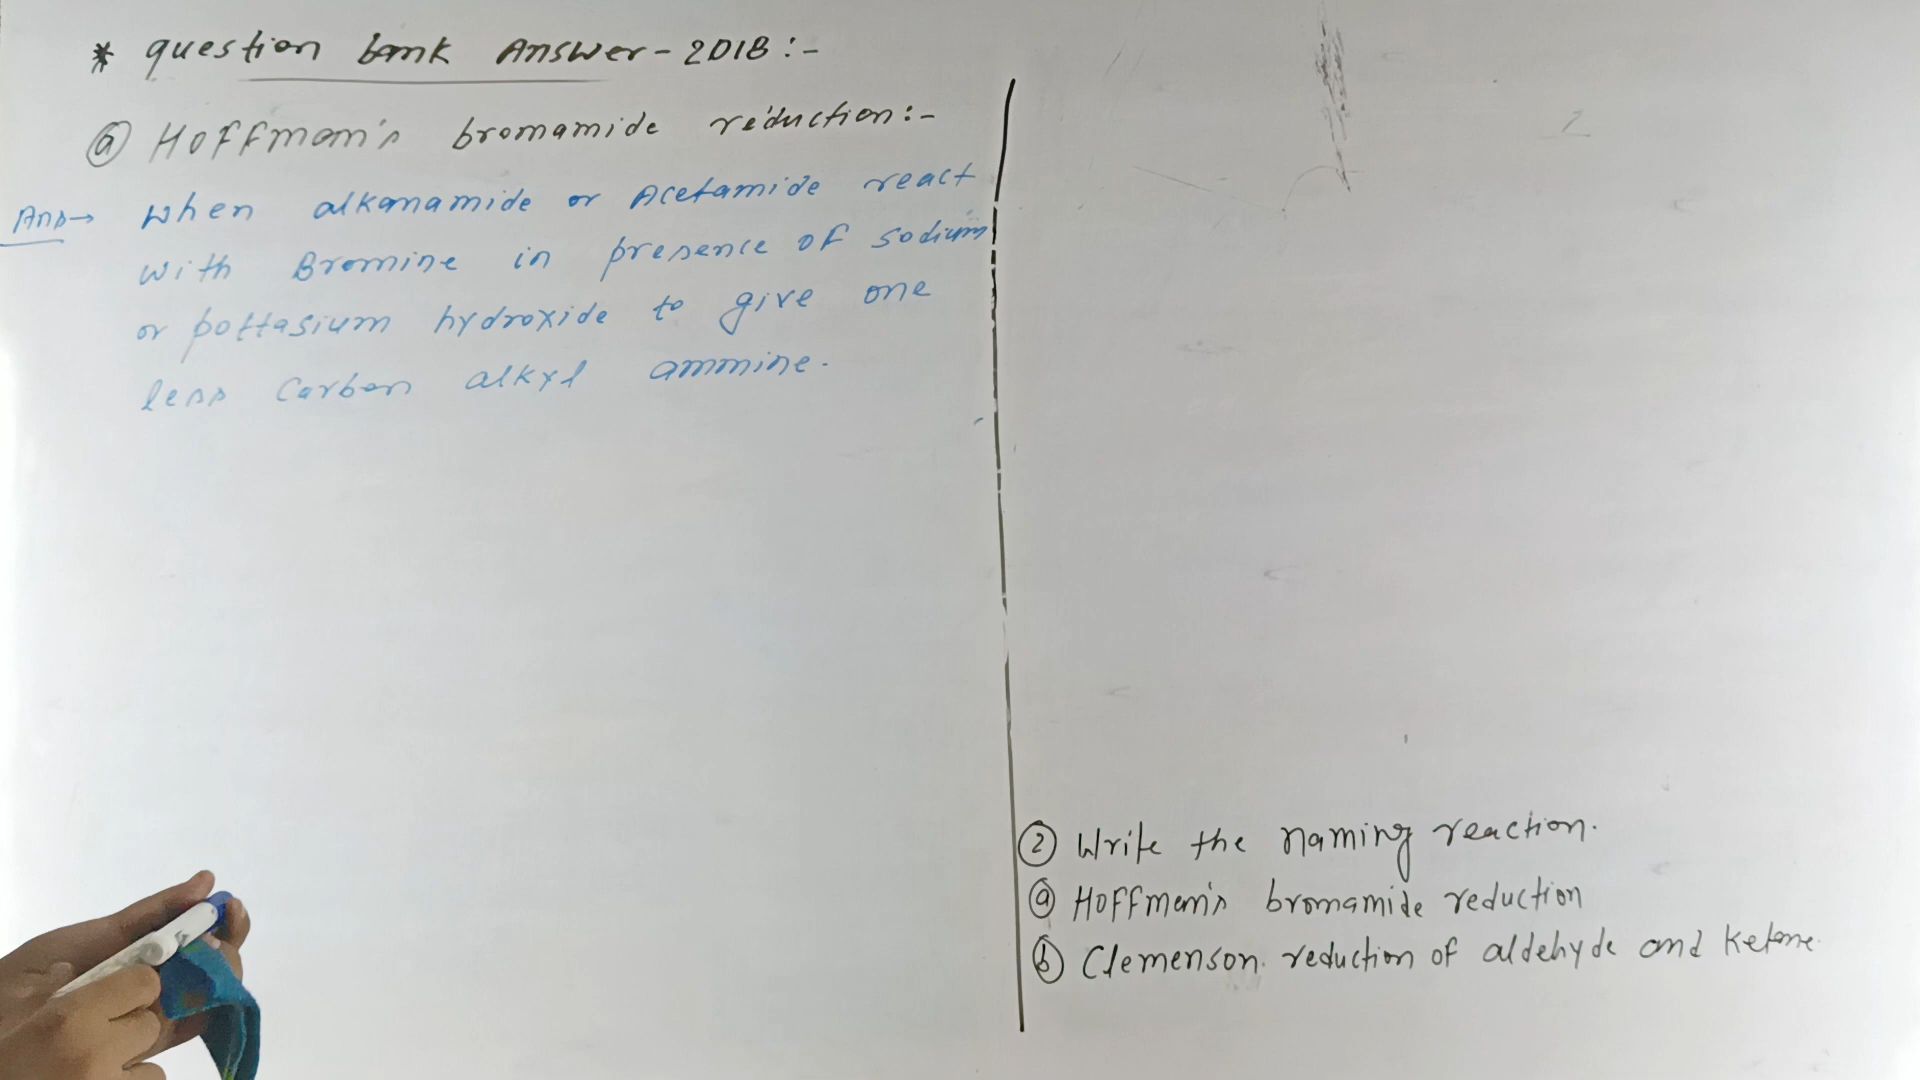 * question bank Answer - 2018 :-
ⓐ Hoffman's bromamide reduction :-
Ans→ When alkanamide or Acetamide react
with Bromine in presence of sodium
or pottasium hydroxide to give one
less Carbon alkyl ammine.
② Write the naming reaction.
ⓐ Hoffman's bromamide reduction
ⓑ Clemenson. reduction of aldehyde and Ketone.